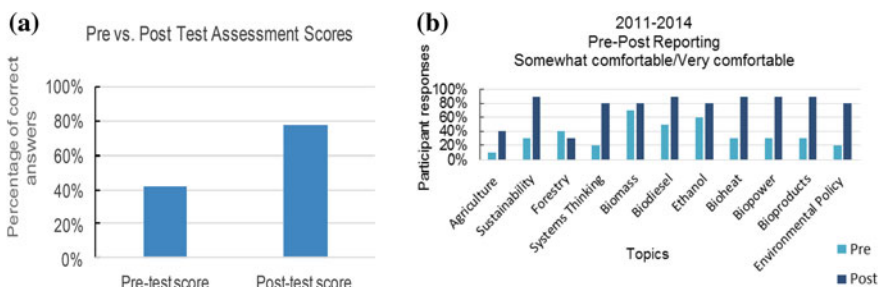 (a)
Pre vs. Post Test Assessment Scores
Percentage of correct
answers
100%
80%
60%
40%
20%
0%
Pre-test score
Post-test score
(b)
2011-2014
Pre-Post Reporting
Somewhat comfortable/Very comfortable
Participant responses
100%
80%
60%
40%
20%
0%
Agriculture
Sustainability
Forestry
Systems Thinking
Biomass
Biodiesel
Ethanol
Bioheat
Biopower
Bioproducts
Environmental Policy
Topics
Pre
Post